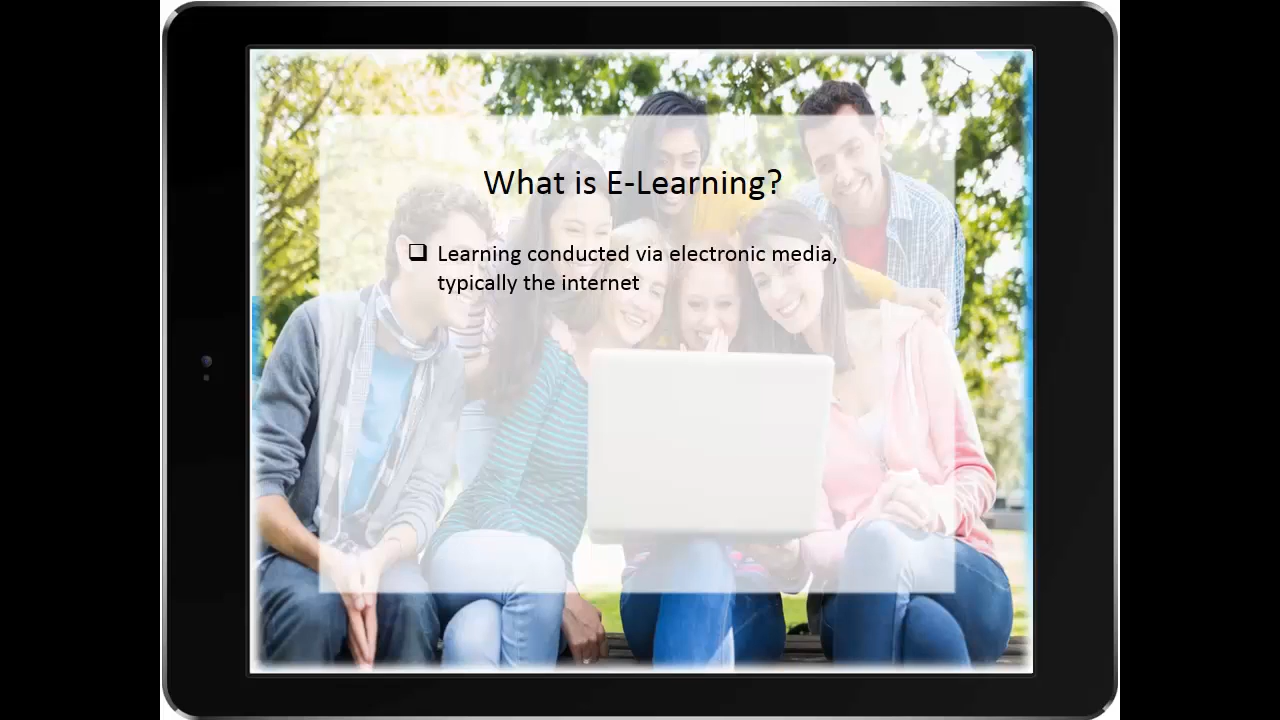 What is E-Learning?
Learning conducted via electronic media,
typically the internet